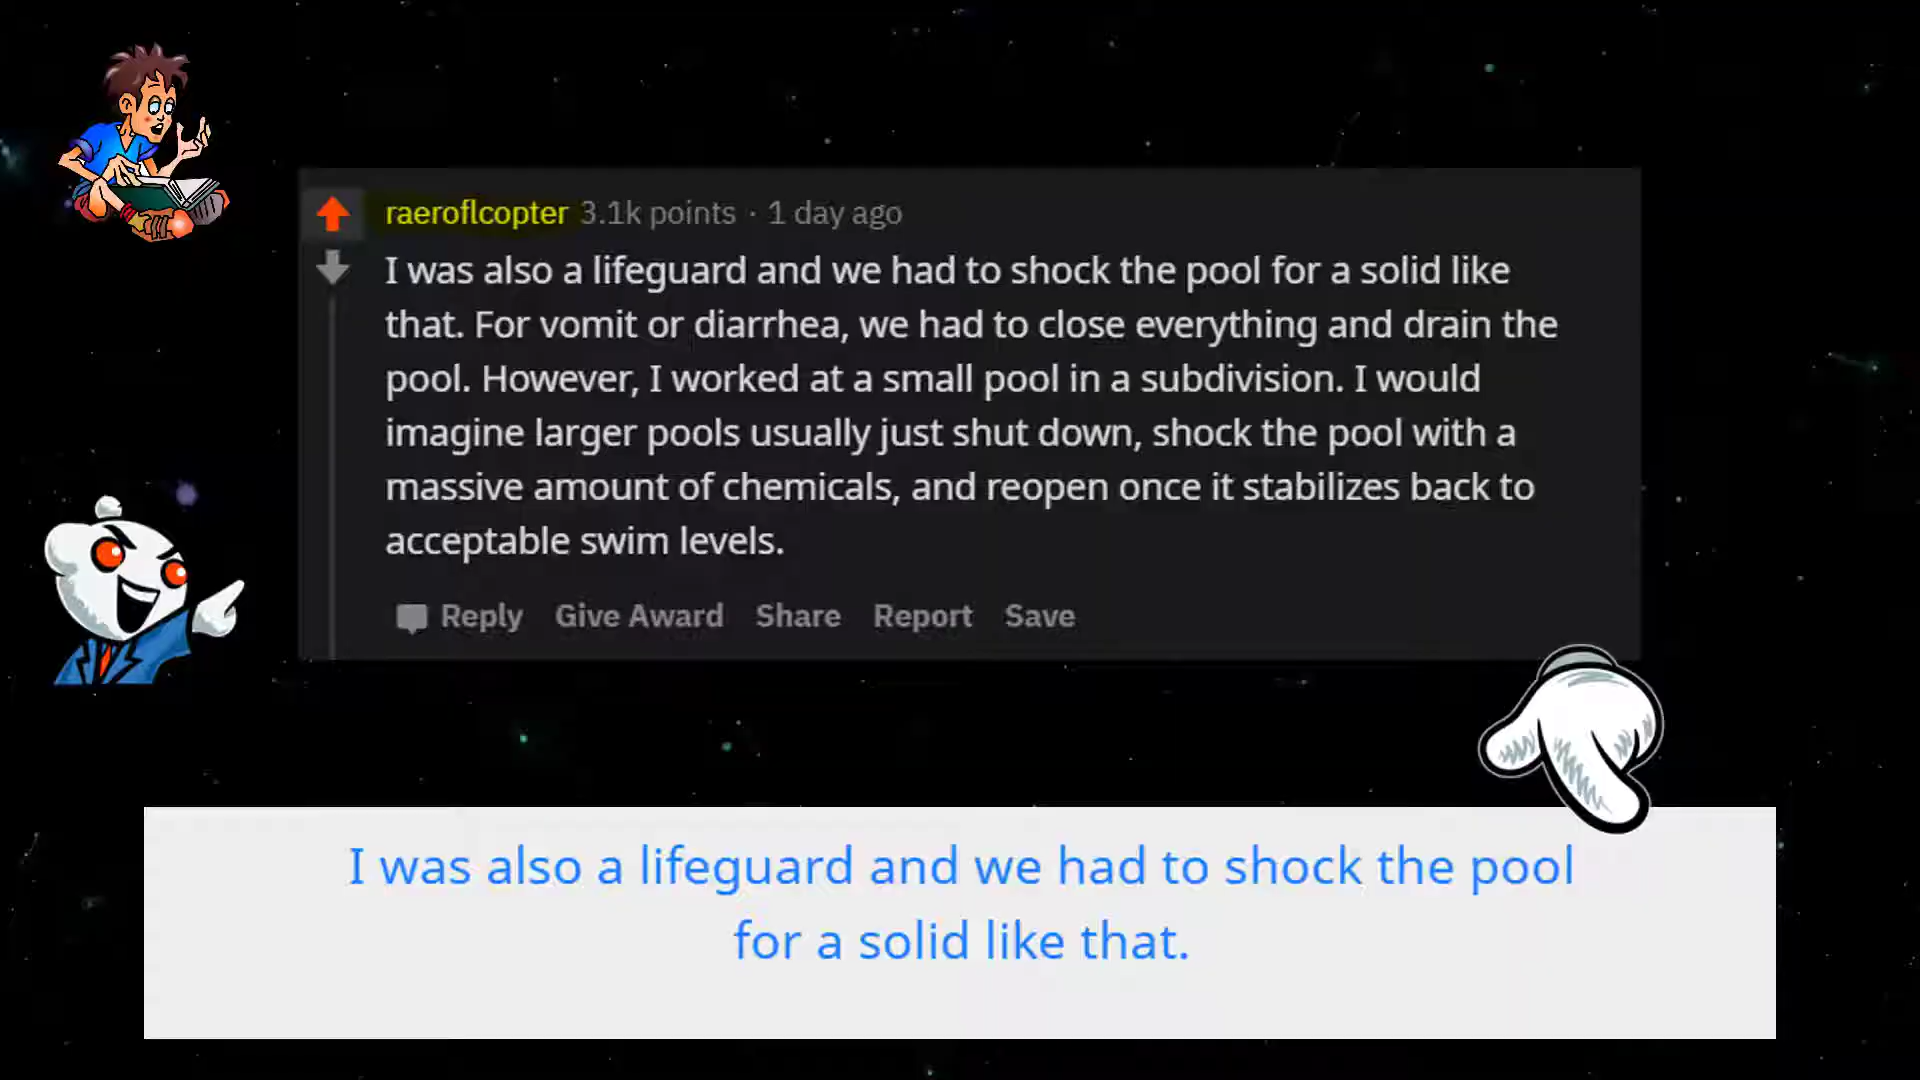 raeroflcopter 3.1k points · 1 day ago
I was also a lifeguard and we had to shock the pool for a solid like
that. For vomit or diarrhea, we had to close everything and drain the
pool. However, I worked at a small pool in a subdivision. I would
imagine larger pools usually just shut down, shock the pool with a
massive amount of chemicals, and reopen once it stabilizes back to
acceptable swim levels.
Reply Give Award Share Report Save
I was also a lifeguard and we had to shock the pool
for a solid like that.